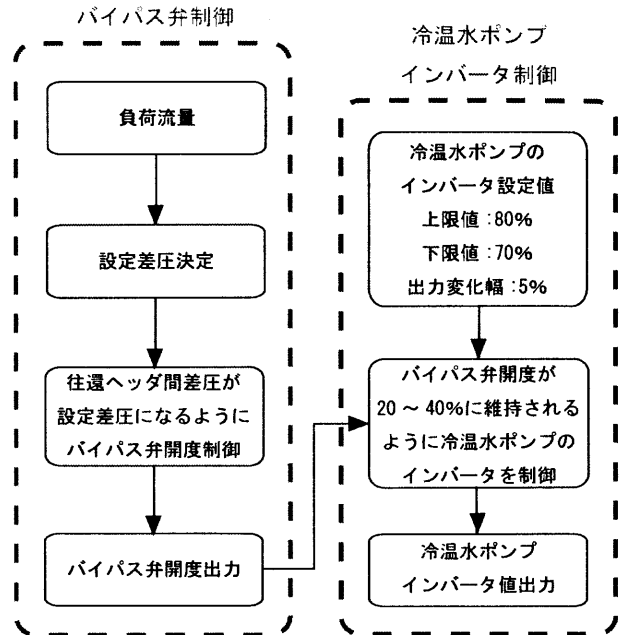 バイパス弁制御
負荷流量
設定差圧決定
往還ヘッダ間差圧が
設定差圧になるように
バイパス弁開度制御
バイパス弁開度出力
冷温水ポンプ
インバータ制御
冷温水ポンプの
インバータ設定値
上限値:80%
下限値:70%
出力変化幅:5%
バイパス弁開度が
20～40%に維持される
ように冷温水ポンプの
インバータを制御
冷温水ポンプ
インバータ値出力